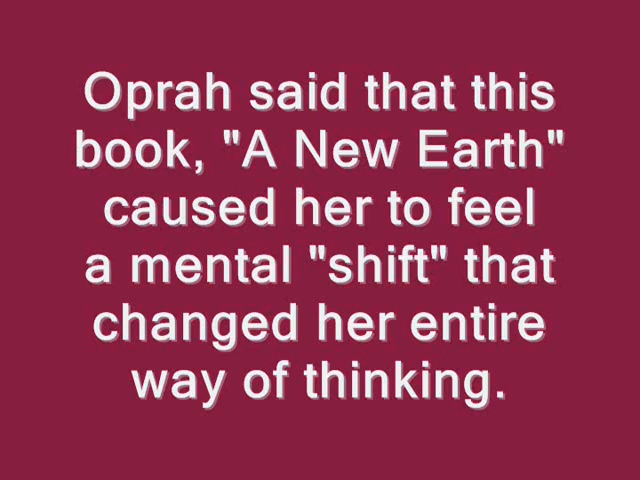 Oprah said that this
book, "A New Earth"
caused her to feel
a mental "shift" that
changed her entire
way of thinking.